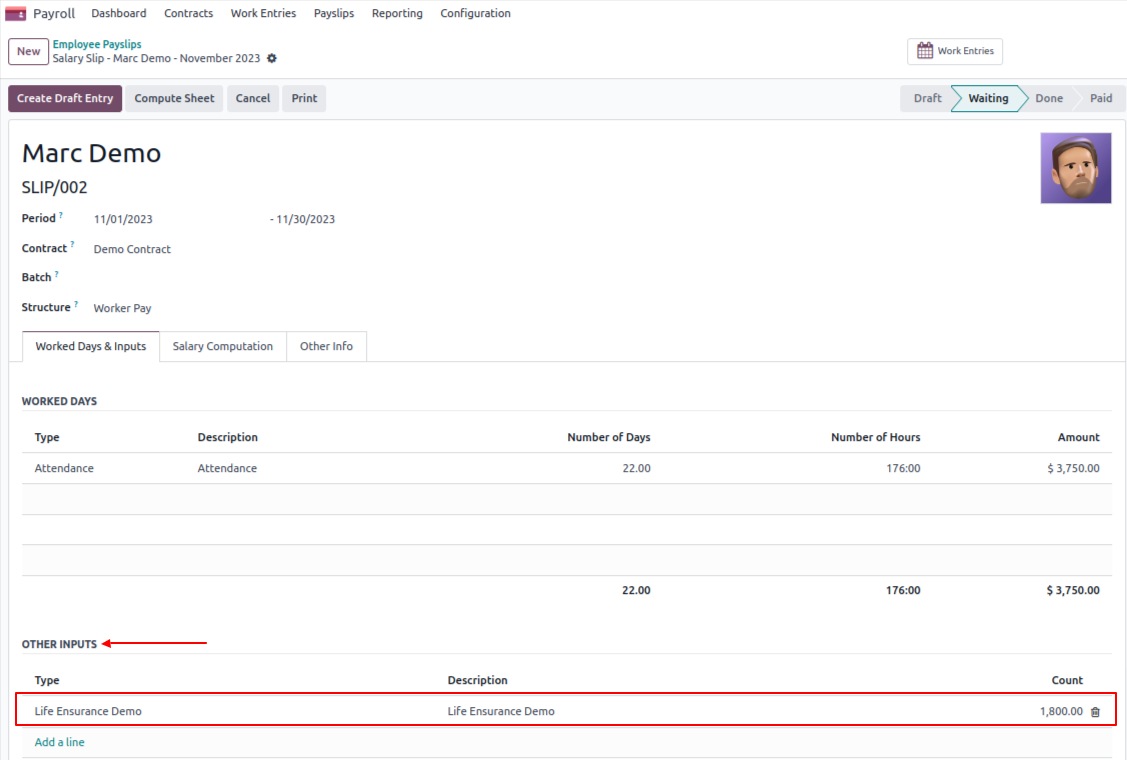 Payroll Dashboard Contracts Work Entries Payslips Reporting Configuration
New Employee Payslips
Salary Slip - Marc Demo - November 2023
Work Entries
Create Draft Entry Compute Sheet Cancel Print Draft Waiting Done Paid
Marc Demo
SLIP/002
Period ? 11/01/2023 - 11/30/2023
Contract ? Demo Contract
Batch ?
Structure ? Worker Pay
Worked Days & Inputs Salary Computation Other Info
WORKED DAYS
Type Description Number of Days Number of Hours Amount
Attendance Attendance 22.00 176:00 $ 3,750.00
22.00 176:00 $ 3,750.00
OTHER INPUTS
Type Description Count
Life Ensurance Demo Life Ensurance Demo 1,800.00
Add a line